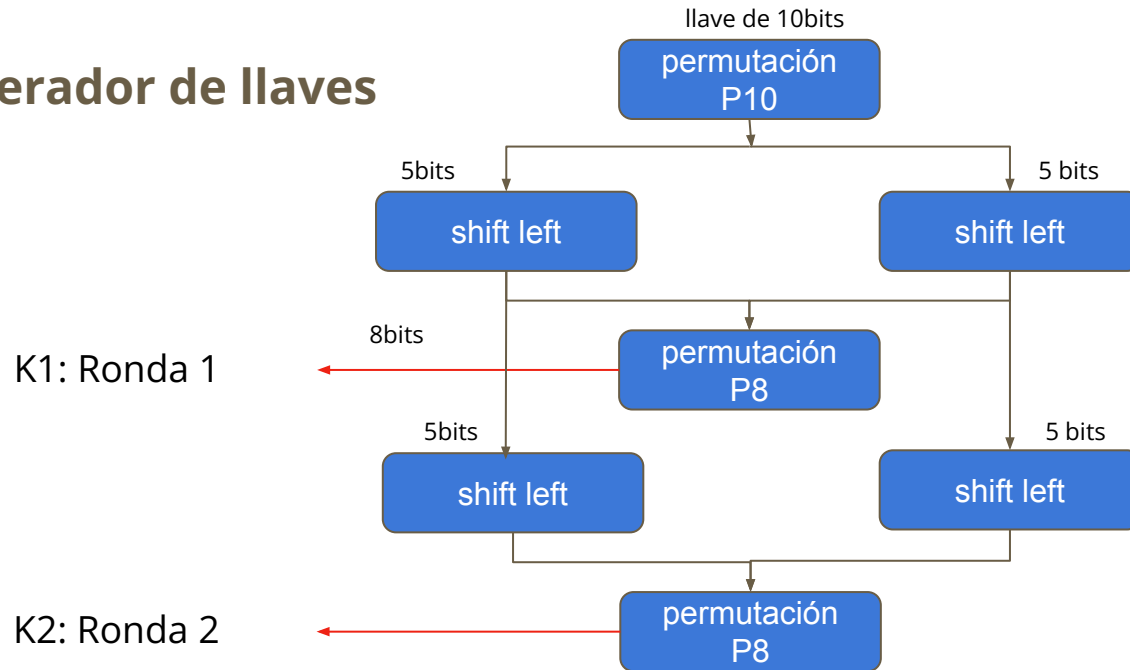 llave de 10bits
erador de llaves
permutación
P10
5bits
5 bits
shift left
shift left
8bits
K1: Ronda 1
permutación
P8
5bits
5 bits
shift left
shift left
K2: Ronda 2
permutación
P8